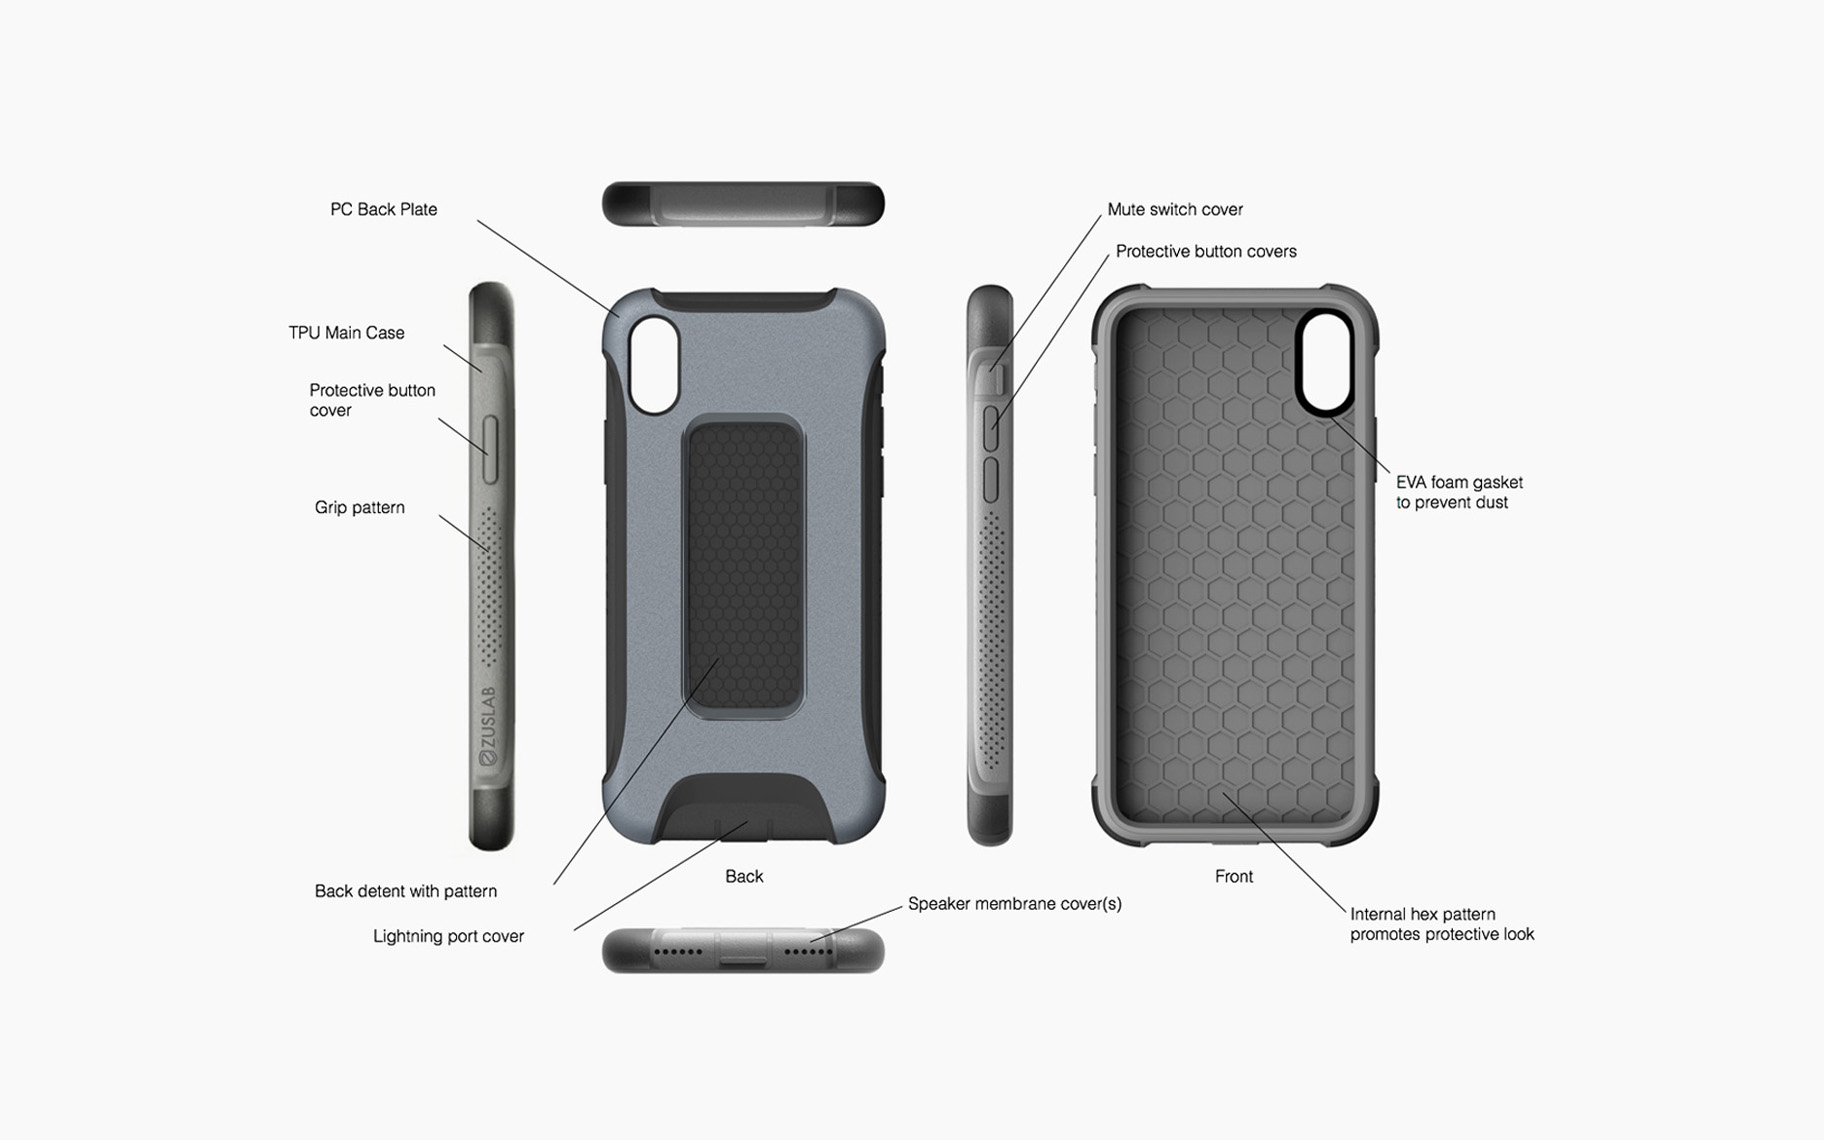 PC Back Plate
TPU Main Case
Protective button
cover
Grip pattern
ZUSLAB
Back detent with pattern
Lightning port cover
Back
Speaker membrane cover(s)
Mute switch cover
Protective button covers
EVA foam gasket
to prevent dust
Front
Internal hex pattern
promotes protective look